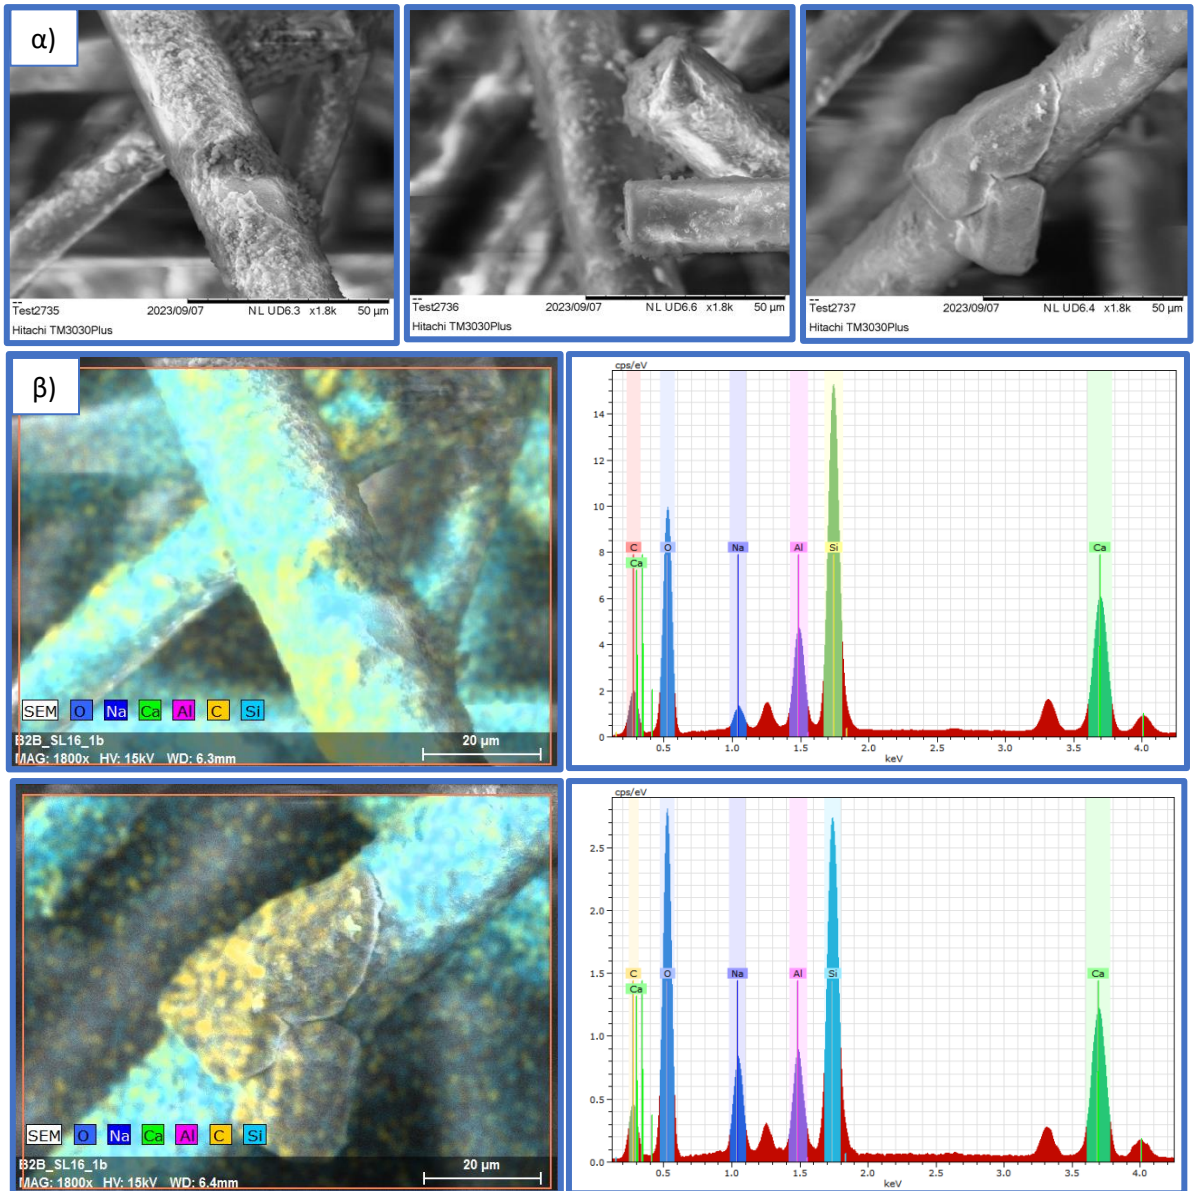 α)
Test2735 2023/09/07 NL UD6.3 x1.8k 50 µm
Hitachi TM3030Plus
Test2736 2023/09/07 NL UD6.6 x1.8k 50 µm
Hitachi TM3030Plus
Test2737 2023/09/07 NL UD6.4 x1.8k 50 µm
Hitachi TM3030Plus
β)
SEM O Na Ca Al C Si
B2B_SL16_1b
MAG: 1800x HV: 15kV WD: 6.3mm
20 µm
cps/eV
14
12
10
8
6
4
2
0
C O Na Al Si Ca
Ca
0.5 1.0 1.5 2.0 2.5 3.0 3.5 4.0
keV
SEM O Na Ca Al C Si
B2B_SL16_1b
MAG: 1800x HV: 15kV WD: 6.4mm
20 µm
cps/eV
2.5
2.0
1.5
1.0
0.5
0.0
C O Na Al Si Ca
Ca
0.5 1.0 1.5 2.0 2.5 3.0 3.5 4.0
keV